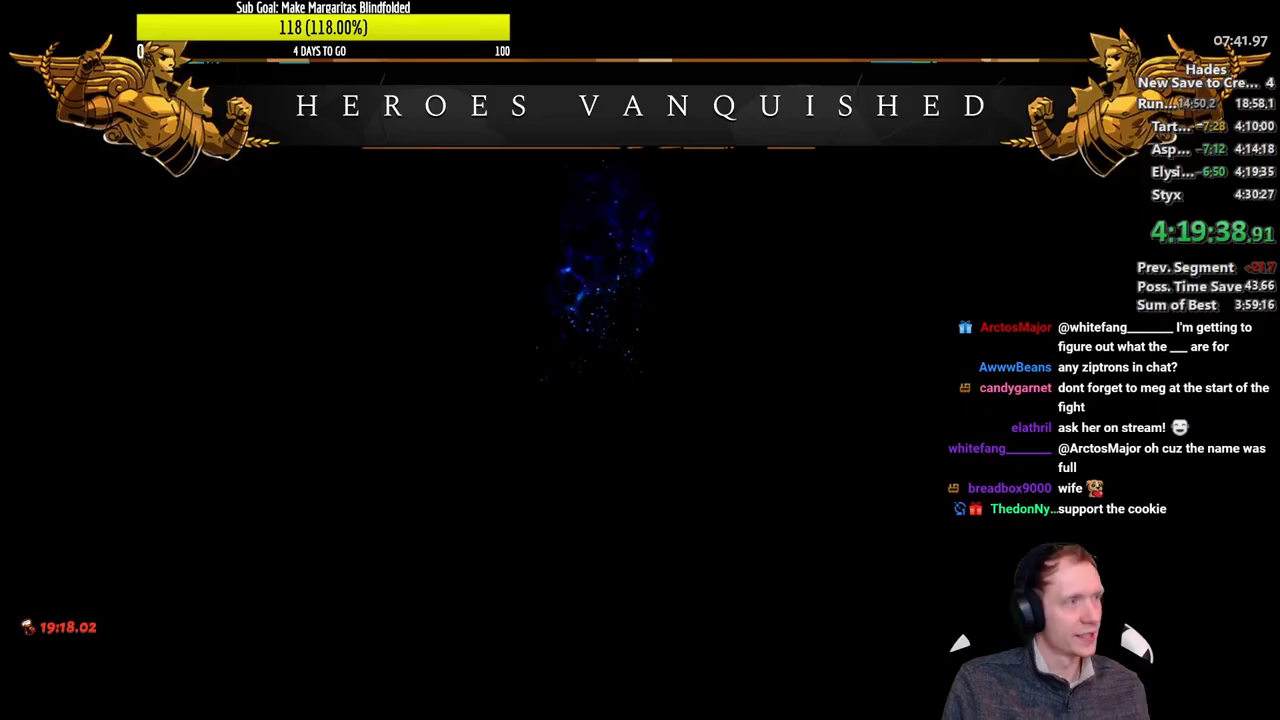 Sub Goal: Make Margaritas Blindfolded
118 (118.00%)
0 4 DAYS TO GO 100
HEROES VANQUISHED
07:41.97
Hades
New Save to Cre... 4
Run... 14:50.2 18:58.1
Tart... -7:28 4:10:00
Asp... -7:12 4:14:18
Elysi... -6:50 4:19:35
Styx 4:30:27
4:19:38.91
Prev. Segment
Poss. Time Save 43.66
Sum of Best 3:59:16
ArctosMajor @whitefang________ I'm getting to
figure out what the ___ are for
AwwwBeans any ziptrons in chat?
candygarnet dont forget to meg at the start of the
fight
elathril ask her on stream!
whitefang________ @ArctosMajor oh cuz the name was
full
breadbox9000 wife
ThedonNy... support the cookie
19:18.02